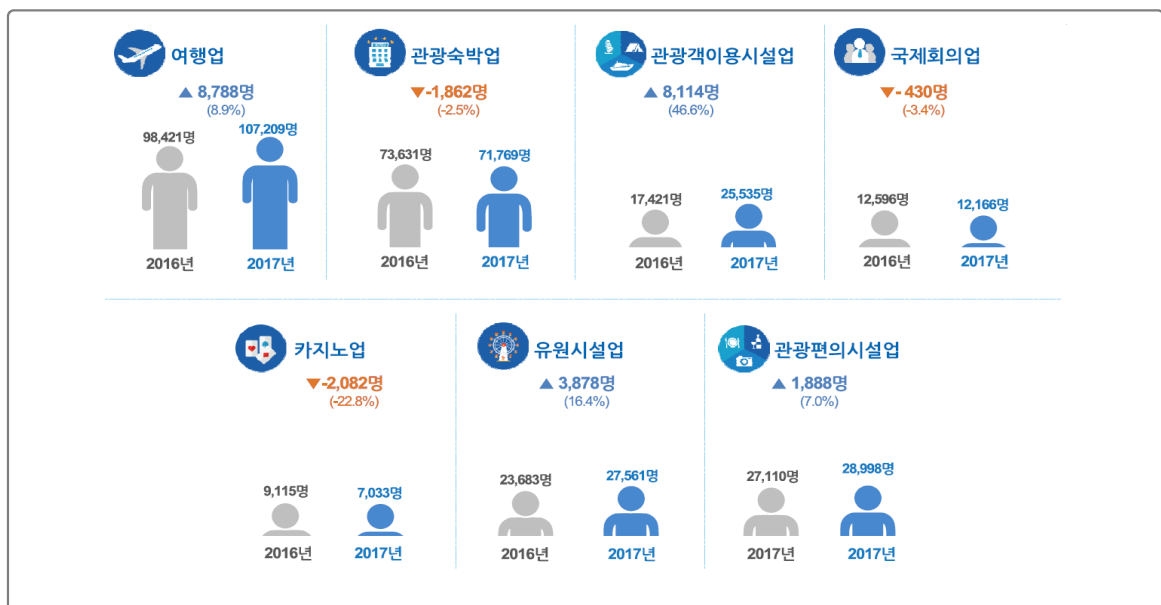 여행업
▲ 8,788명
(8.9%)
98,421명
107,209명
2016년
2017년
관광숙박업
▼-1,862명
(-2.5%)
73,631명
71,769명
2016년
2017년
관광객이용시설업
▲ 8,114명
(46.6%)
17,421명
25,535명
2016년
2017년
국제회의업
▼- 430명
(-3.4%)
12,596명
12,166명
2016년
2017년
카지노업
▼-2,082명
(-22.8%)
9,115명
7,033명
2016년
2017년
유원시설업
▲ 3,878명
(16.4%)
23,683명
27,561명
2016년
2017년
관광편의시설업
▲ 1,888명
(7.0%)
27,110명
28,998명
2017년
2017년